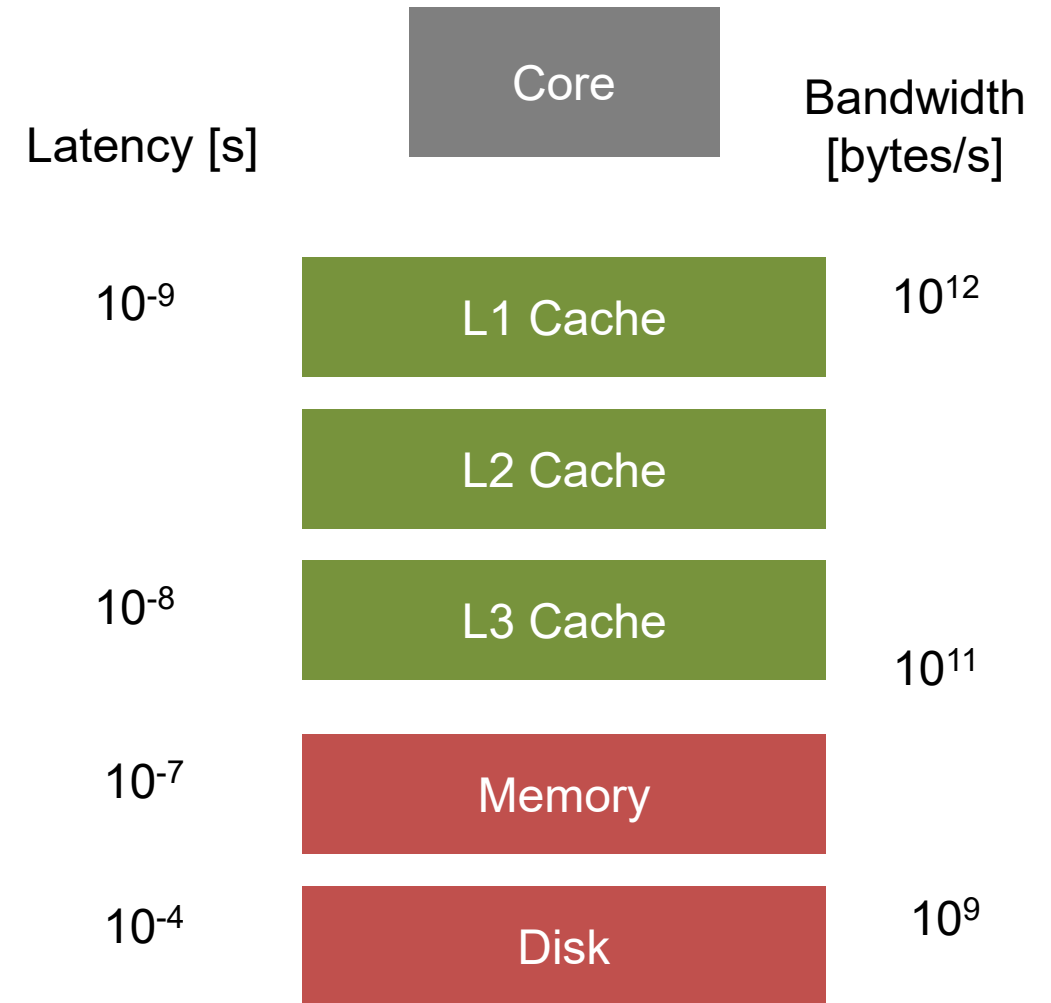 Core
Latency [s]
Bandwidth
[bytes/s]
10⁻⁹
L1 Cache
10¹²
L2 Cache
10⁻⁸
L3 Cache
10¹¹
10⁻⁷
Memory
10⁻⁴
Disk
10⁹